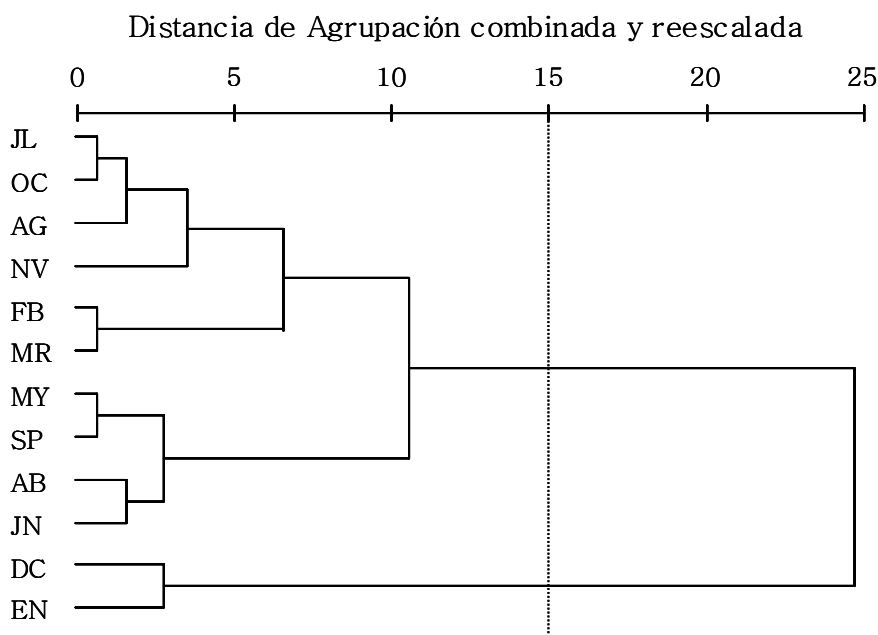 Distancia de Agrupación combinada y reescalada
0 5 10 15 20 25
JL
OC
AG
NV
FB
MR
MY
SP
AB
JN
DC
EN